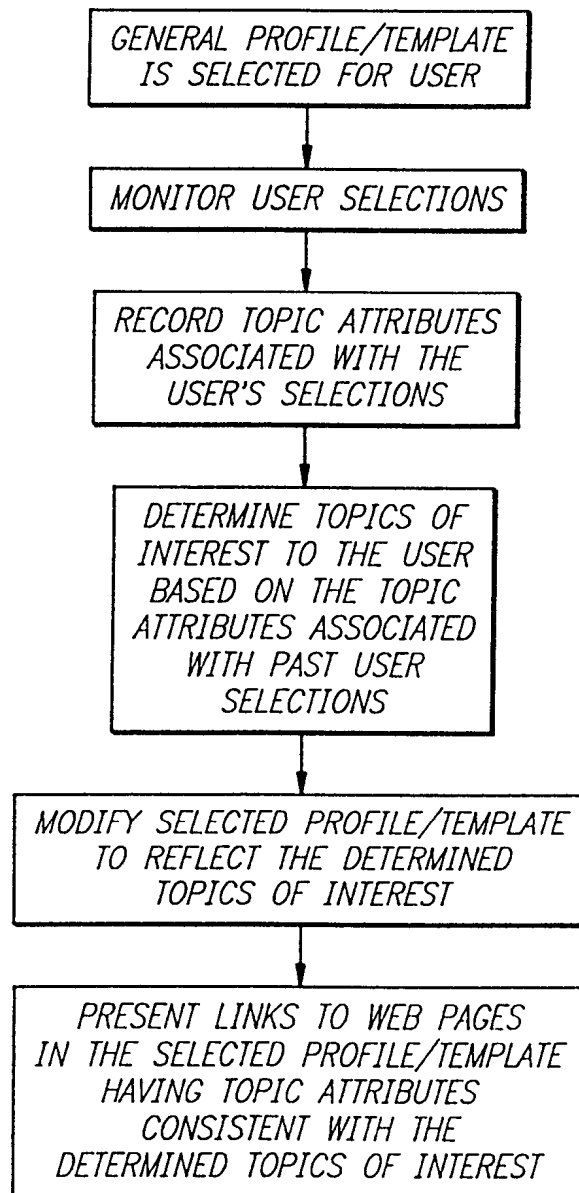 GENERAL PROFILE/TEMPLATE
IS SELECTED FOR USER
MONITOR USER SELECTIONS
RECORD TOPIC ATTRIBUTES
ASSOCIATED WITH THE
USER'S SELECTIONS
DETERMINE TOPICS OF
INTEREST TO THE USER
BASED ON THE TOPIC
ATTRIBUTES ASSOCIATED
WITH PAST USER
SELECTIONS
MODIFY SELECTED PROFILE/TEMPLATE
TO REFLECT THE DETERMINED
TOPICS OF INTEREST
PRESENT LINKS TO WEB PAGES
IN THE SELECTED PROFILE/TEMPLATE
HAVING TOPIC ATTRIBUTES
CONSISTENT WITH THE
DETERMINED TOPICS OF INTEREST